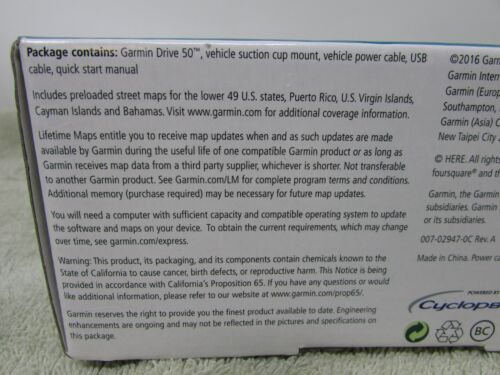 Package contains: Garmin Drive 50™, vehicle suction cup mount, vehicle power cable, USB
cable, quick start manual
Includes preloaded street maps for the lower 49 U.S. states, Puerto Rico, U.S. Virgin Islands,
Cayman Islands and Bahamas. Visit www.garmin.com for additional coverage information.
Lifetime Maps entitle you to receive map updates when and as such updates are made
available by Garmin during the useful life of one compatible Garmin product or as long as
Garmin receives map data from a third party supplier, whichever is shorter. Not transferable
to another Garmin product. See Garmin.com/LM for complete program terms and conditions.
Additional memory (purchase required) may be necessary for future map updates.
You will need a computer with sufficient capacity and compatible operating system to update
the software and maps on your device. To obtain the current requirements, which may change
over time, see garmin.com/express.
Warning: This product, its packaging, and its components contain chemicals known to the
State of California to cause cancer, birth defects, or reproductive harm. This Notice is being
provided in accordance with California's Proposition 65. If you have any questions or would
like additional information, please refer to our website at www.garmin.com/prop65/.
Garmin reserves the right to provide you the finest product available to date. Engineering
enhancements are ongoing and may not be reflected in the pictures and specifications on
this package.
©2016 Garm
Garmin Intern
Garmin (Europ
Southampton,
Garmin (Asia) C
New Taipei City
© HERE. All rights
foursquare® and th
Garmin, the Garmin
subsidiaries. Garmin
or its subsidiaries.
007-02947-0C Rev. A
Made in China. Power ca
POWERED BY
Cyclops
BC